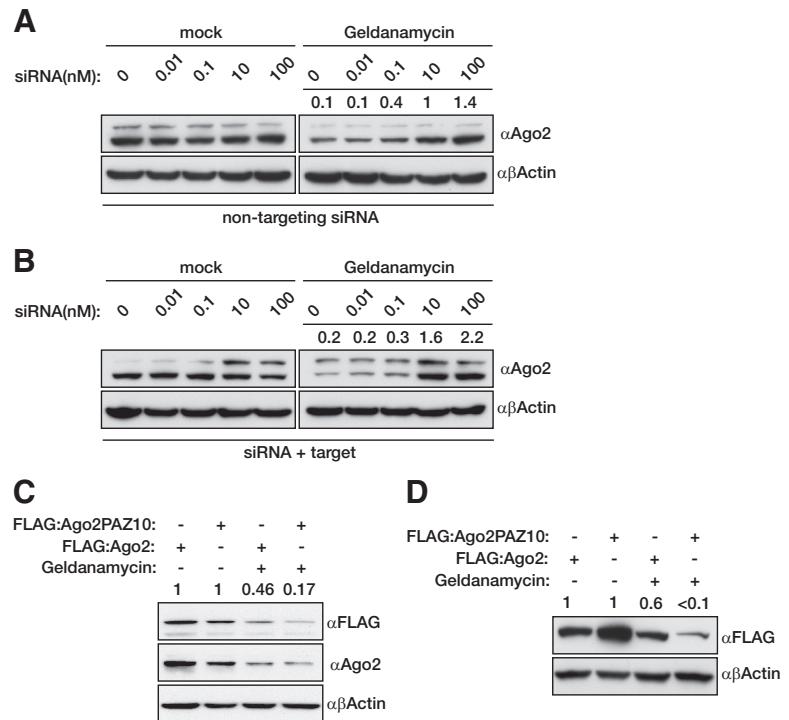 A
mock Geldanamycin
siRNA(nM): 0 0.01 0.1 10 100 0 0.01 0.1 10 100
0.1 0.1 0.4 1 1.4
αAgo2
αβActin
non-targeting siRNA
B
mock Geldanamycin
siRNA(nM): 0 0.01 0.1 10 100 0 0.01 0.1 10 100
0.2 0.2 0.3 1.6 2.2
αAgo2
αβActin
siRNA + target
C
FLAG:Ago2PAZ10: - + - +
FLAG:Ago2: + - + -
Geldanamycin: - - + +
1 1 0.46 0.17
αFLAG
αAgo2
αβActin
D
FLAG:Ago2PAZ10: - + - +
FLAG:Ago2: + - + -
Geldanamycin: - - + +
1 1 0.6 <0.1
αFLAG
αβActin